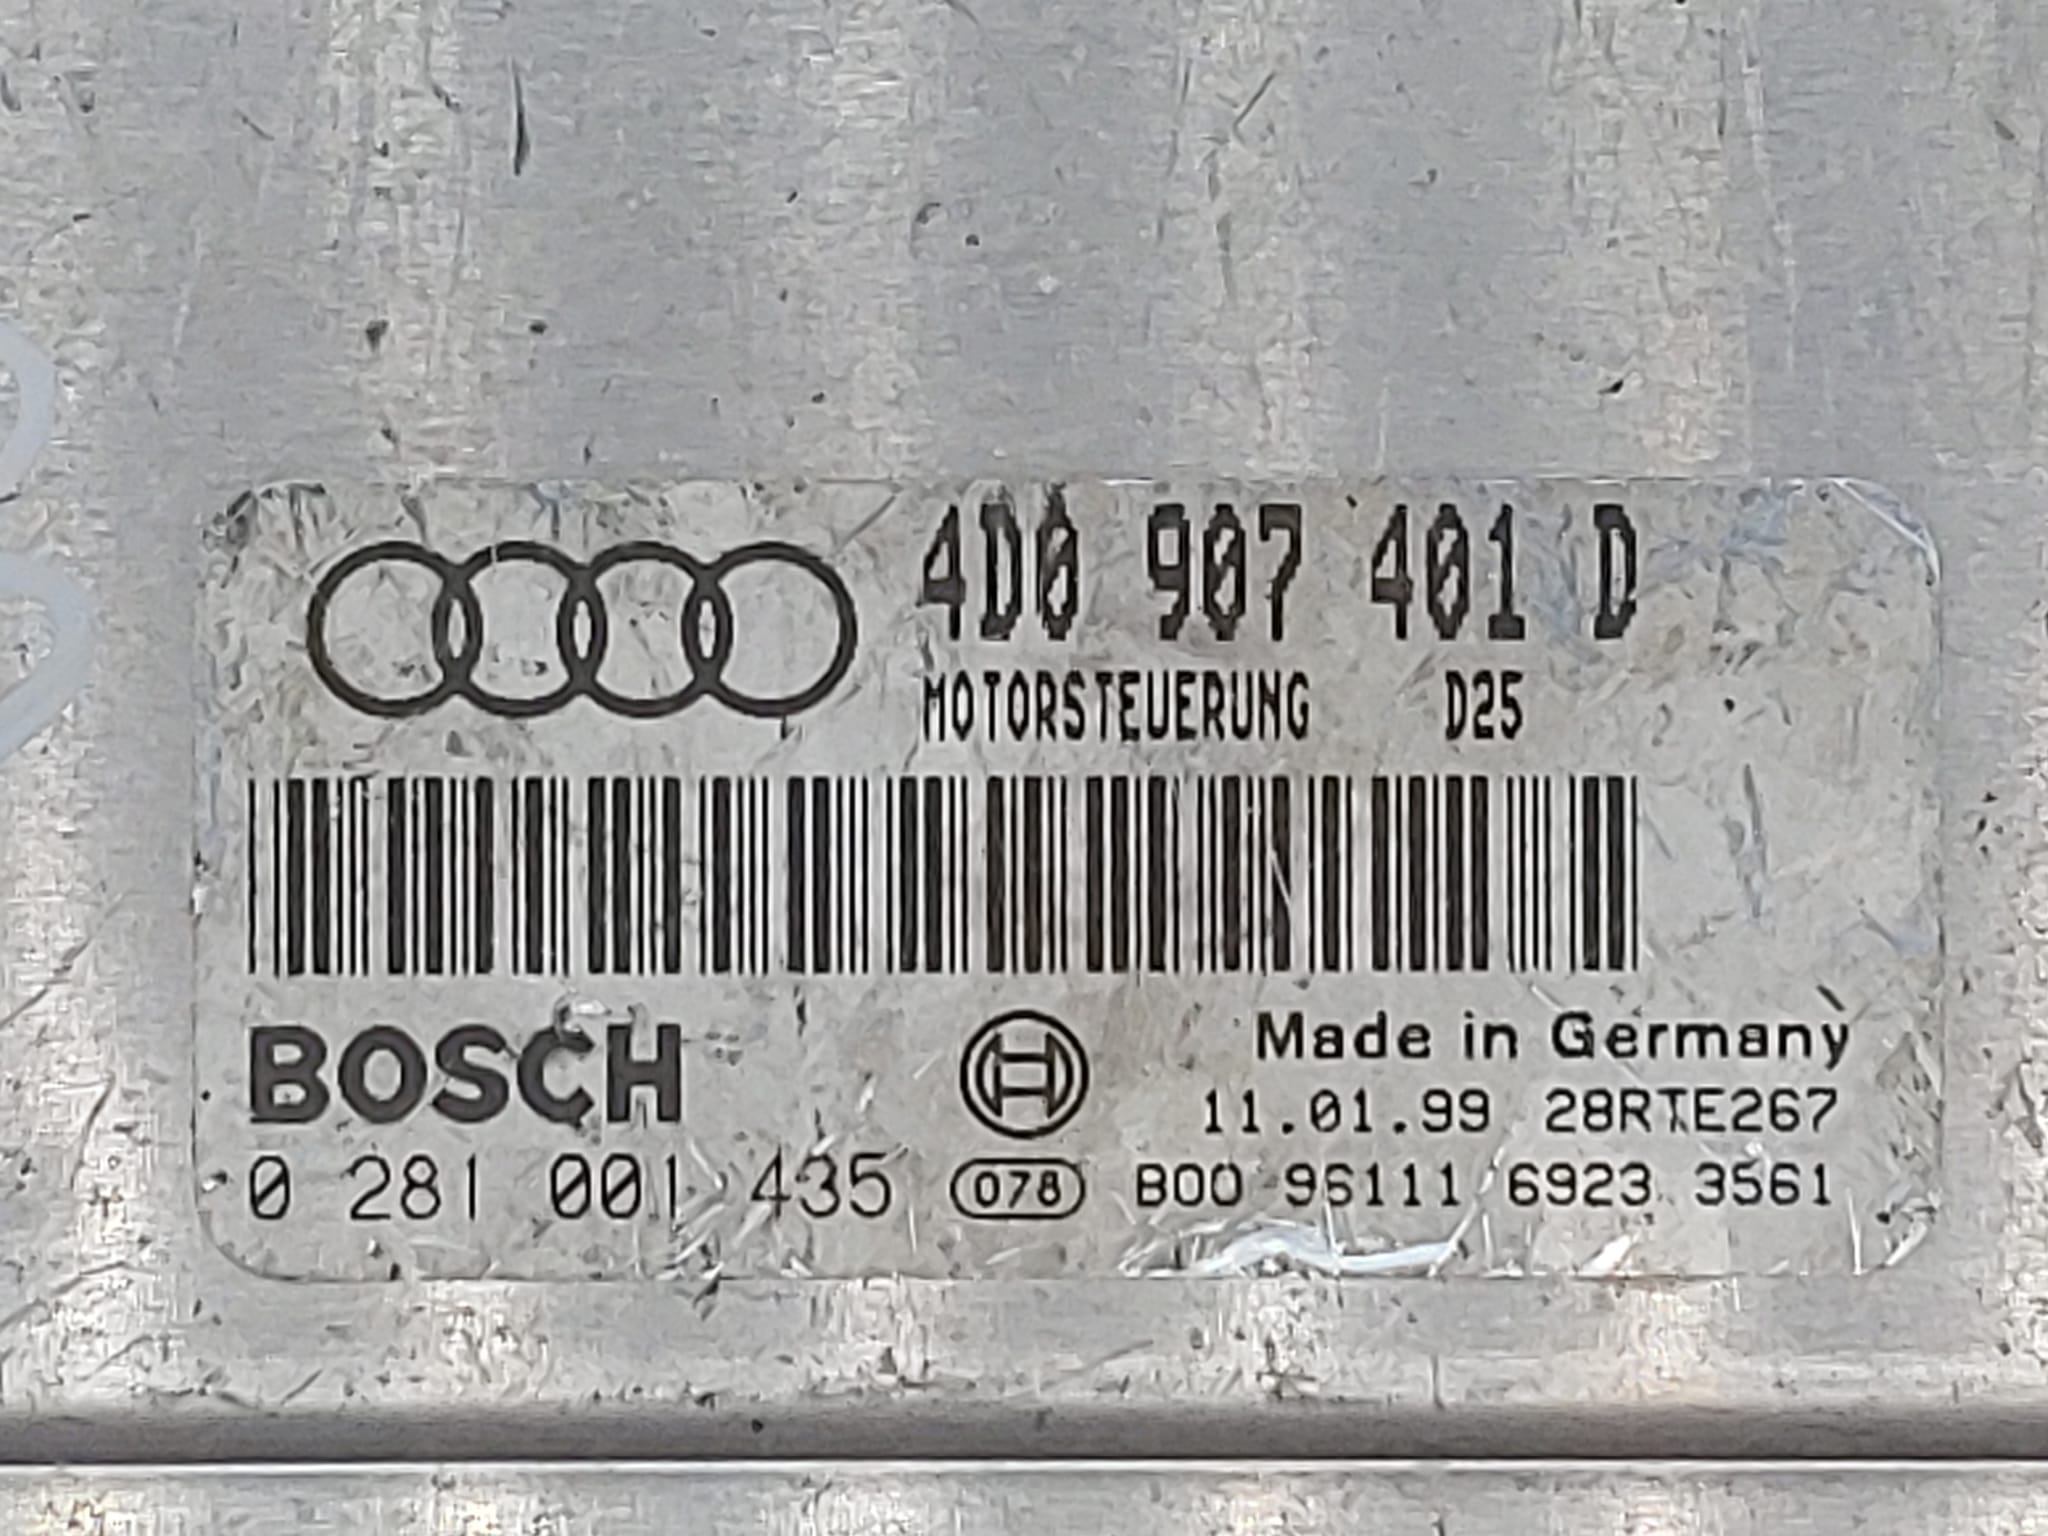 4D0 907 401 D
MOTORSTEUERUNG D25
BOSCH
Made in Germany
11.01.99 28RTE267
0 281 001 435 078 B00 96111 6923 3561